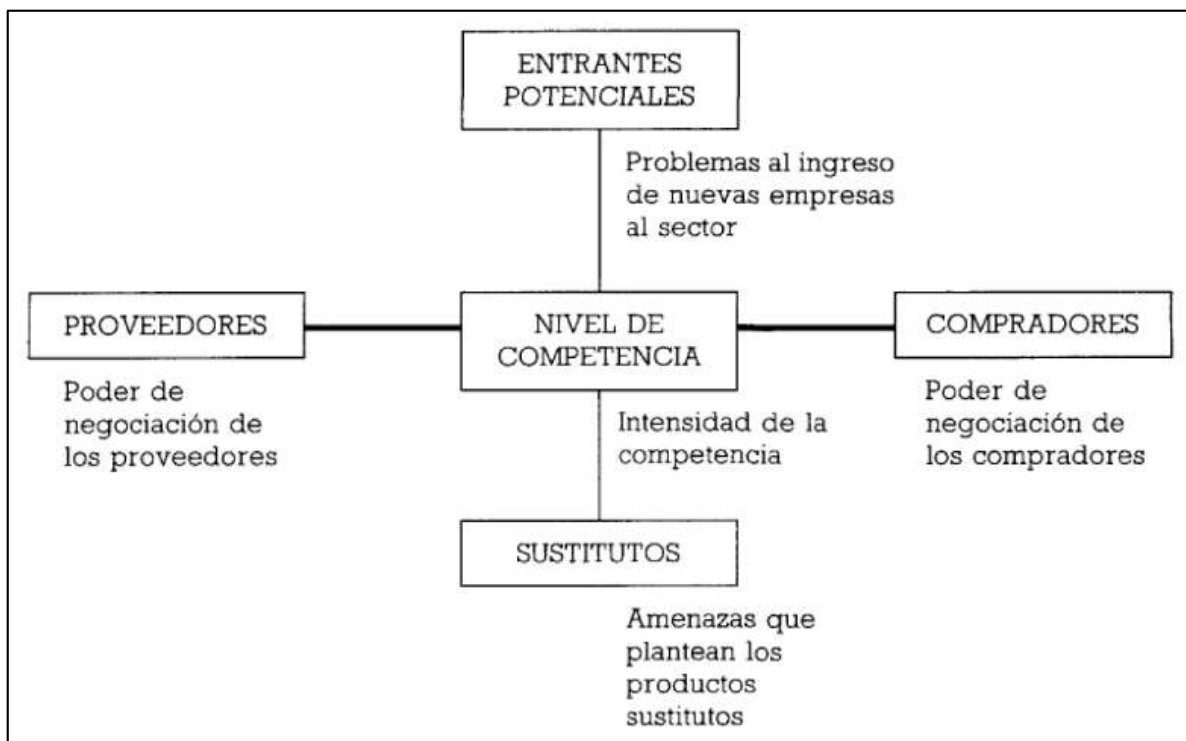 ENTRANTES
POTENCIALES
Problemas al ingreso
de nuevas empresas
al sector
PROVEEDORES
Poder de
negociación de
los proveedores
NIVEL DE
COMPETENCIA
Intensidad de la
competencia
COMPRADORES
Poder de
negociación de
los compradores
SUSTITUTOS
Amenazas que
plantean los
productos
sustitutos